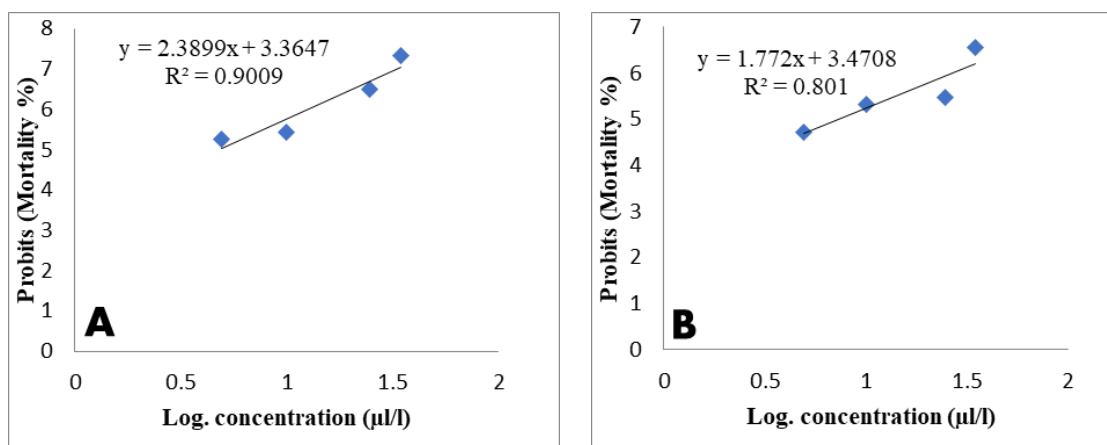 y = 2.3899x + 3.3647
R² = 0.9009
Probits (Mortality %)
8
7
6
5
4
3
2
1
0
A
0
0.5
1
1.5
2
Log. concentration (µl/l)
y = 1.772x + 3.4708
R² = 0.801
Probits (Mortality %)
7
6
5
4
3
2
1
0
B
0
0.5
1
1.5
2
Log. concentration (µl/l)